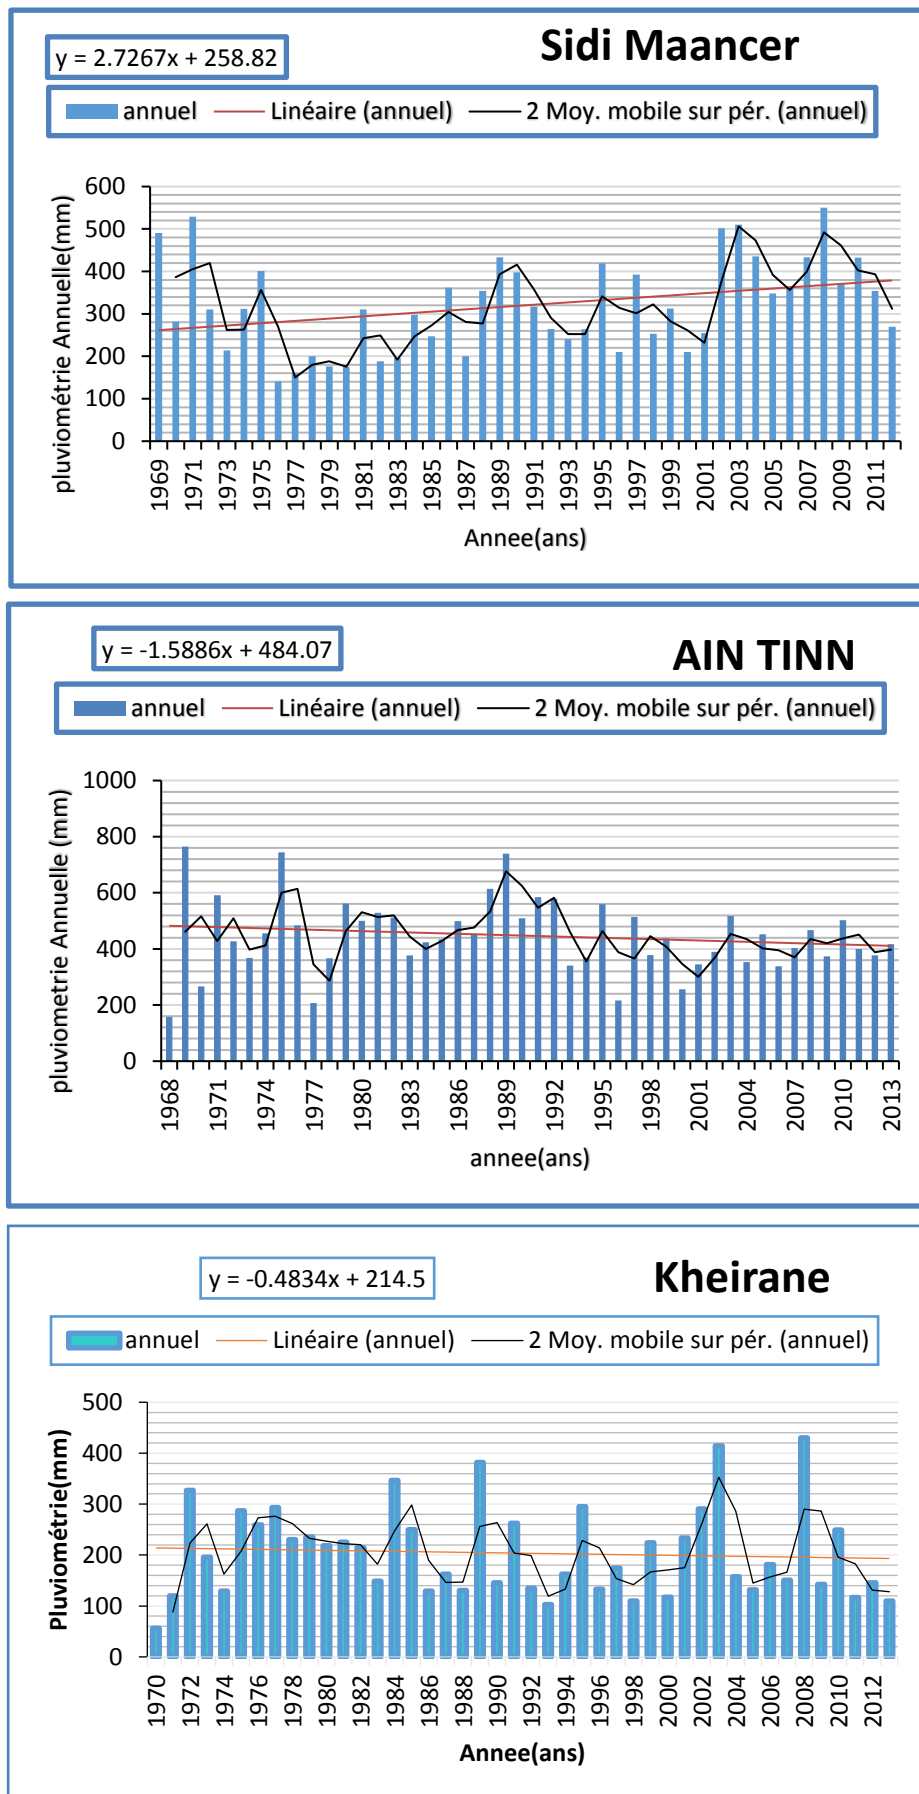 Sidi Maancer
y = 2.7267x + 258.82
annuel Linéaire (annuel) 2 Moy. mobile sur pér. (annuel)
pluviométrie Annuelle(mm)
600
500
400
300
200
100
0
1969 1971 1973 1975 1977 1979 1981 1983 1985 1987 1989 1991 1993 1995 1997 1999 2001 2003 2005 2007 2009 2011
Annee(ans)
y = -1.5886x + 484.07
AIN TINN
annuel Linéaire (annuel) 2 Moy. mobile sur pér. (annuel)
pluviometrie Annuelle (mm)
1000
800
600
400
200
0
1968 1971 1974 1977 1980 1983 1986 1989 1992 1995 1998 2001 2004 2007 2010 2013
annee(ans)
y = -0.4834x + 214.5
Kheirane
annuel Linéaire (annuel) 2 Moy. mobile sur pér. (annuel)
Pluviométrie(mm)
500
400
300
200
100
0
1970 1972 1974 1976 1978 1980 1982 1984 1986 1988 1990 1992 1994 1996 1998 2000 2002 2004 2006 2008 2010 2012
Annee(ans)